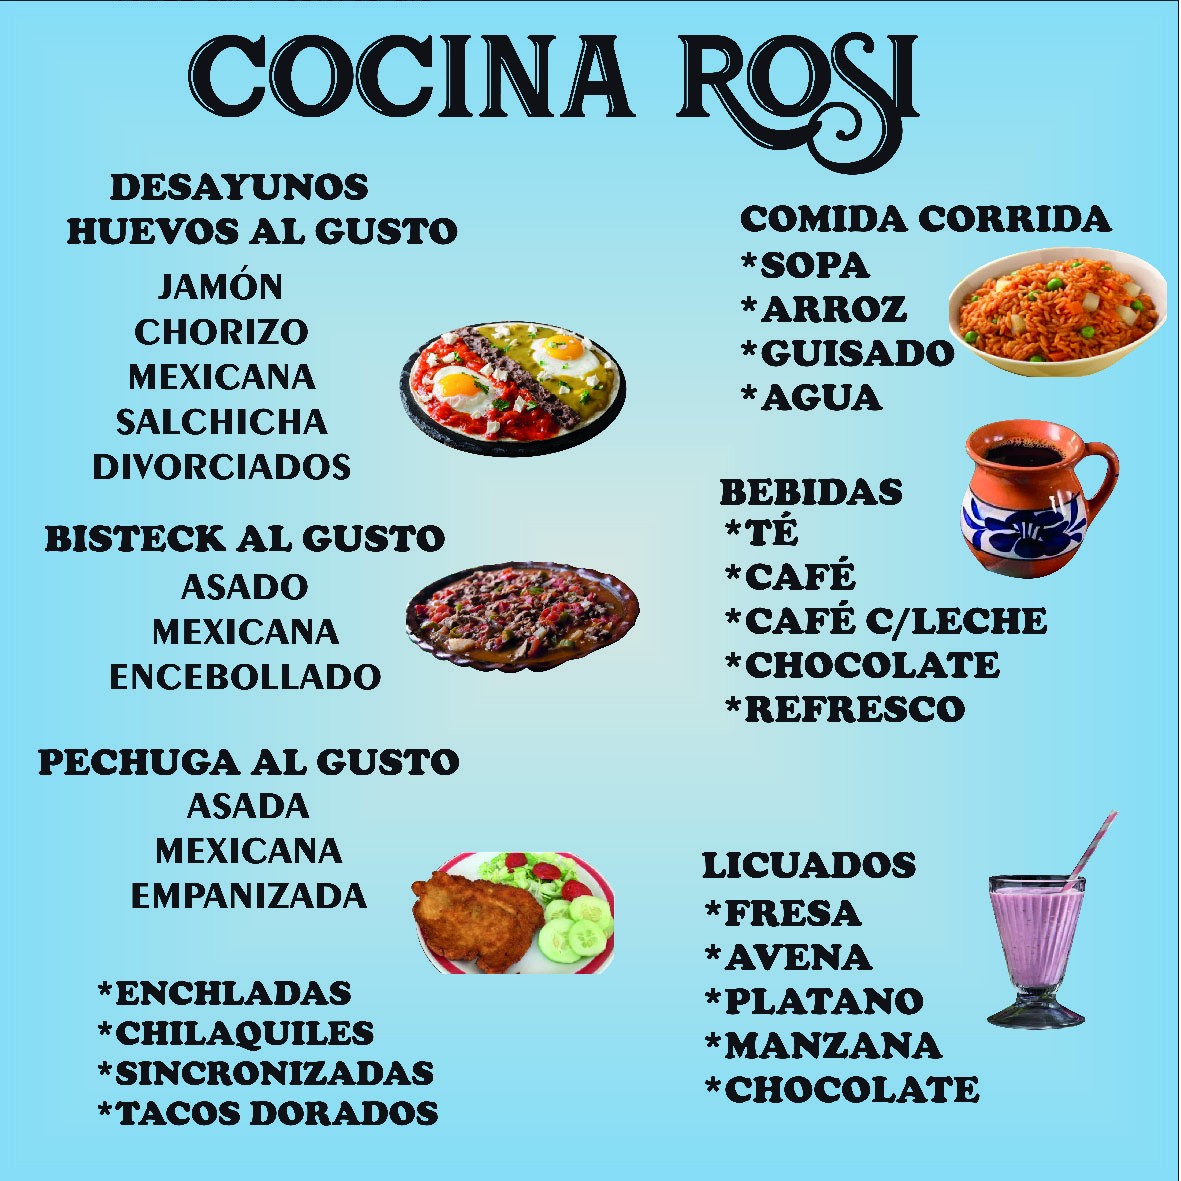 COCINA ROSI
DESAYUNOS
HUEVOS AL GUSTO
JAMÓN
CHORIZO
MEXICANA
SALCHICHA
DIVORCIADOS
BISTECK AL GUSTO
ASADO
MEXICANA
ENCEBOLLADO
PECHUGA AL GUSTO
ASADA
MEXICANA
EMPANIZADA
*ENCHLADAS
*CHILAQUILES
*SINCRONIZADAS
*TACOS DORADOS
COMIDA CORRIDA
*SOPA
*ARROZ
*GUISADO
*AGUA
BEBIDAS
*TÉ
*CAFÉ
*CAFÉ C/LECHE
*CHOCOLATE
*REFRESCO
LICUADOS
*FRESA
*AVENA
*PLATANO
*MANZANA
*CHOCOLATE